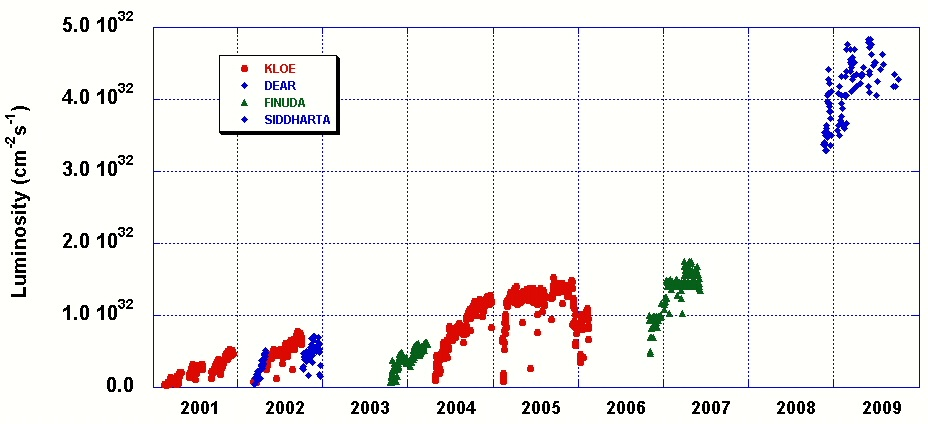 5.0 10^32
4.0 10^32
3.0 10^32
2.0 10^32
1.0 10^32
0.0
Luminosity (cm^-2 s^-1)
KLOE
DEAR
FINUDA
SIDDHARTA
2001 2002 2003 2004 2005 2006 2007 2008 2009